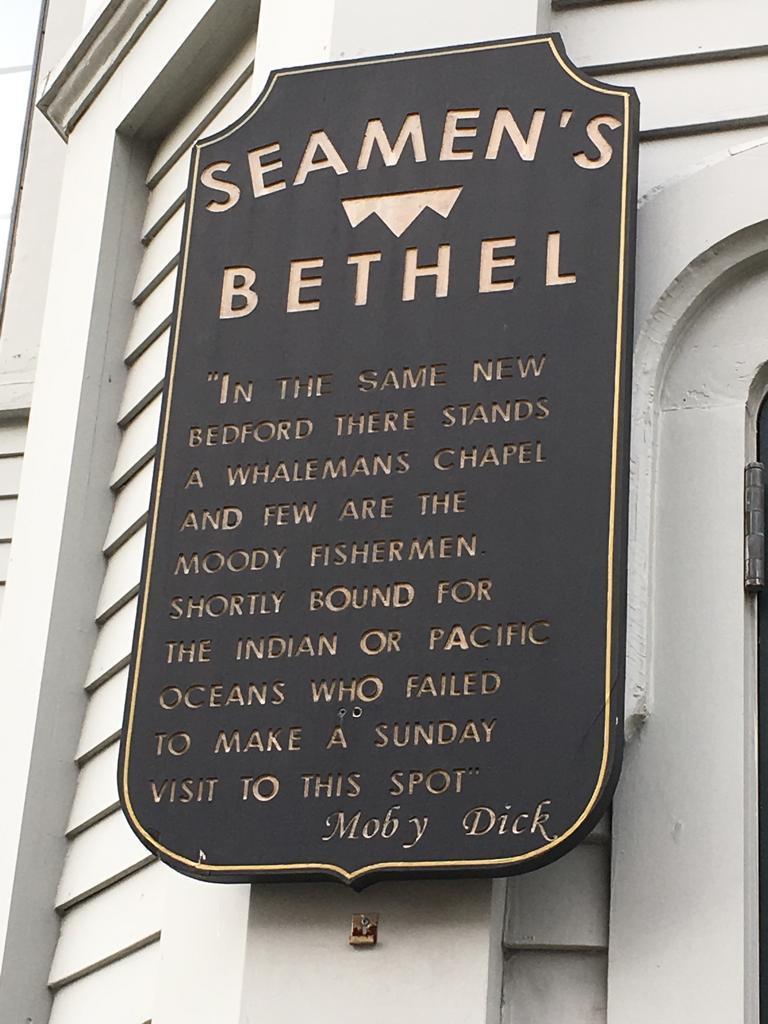 SEAMEN'S
BETHEL
"IN THE SAME NEW
BEDFORD THERE STANDS
A WHALEMANS CHAPEL
AND FEW ARE THE
MOODY FISHERMEN.
SHORTLY BOUND FOR
THE INDIAN OR PACIFIC
OCEANS WHO FAILED
TO MAKE A SUNDAY
VISIT TO THIS SPOT"
Moby Dick